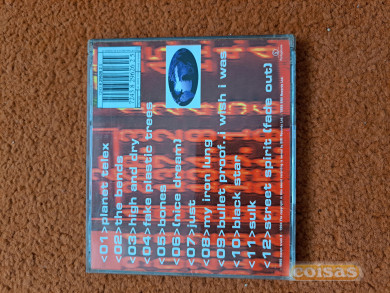 <01>planet telex
<02>the bends
<03>high and dry
<04>fake plastic trees
<05>bones
<06>(nice dream)
<07>just
<08>my iron lung
<09>bullet proof..i wish i was
<10>black star
<11>sulk
<12>street spirit (fade out)
coisas